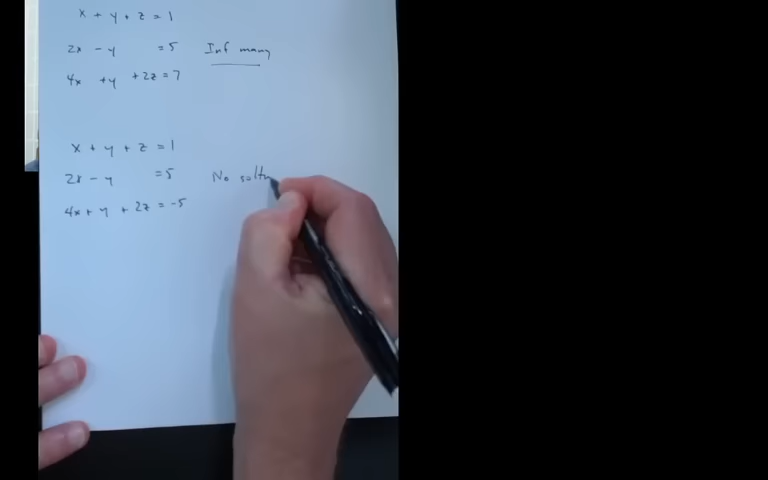 x + y + z = 1
2x - y = 5 Inf many
4x + y + 2z = 7
x + y + z = 1
2x - y = 5 No soltn
4x + y + 2z = -5